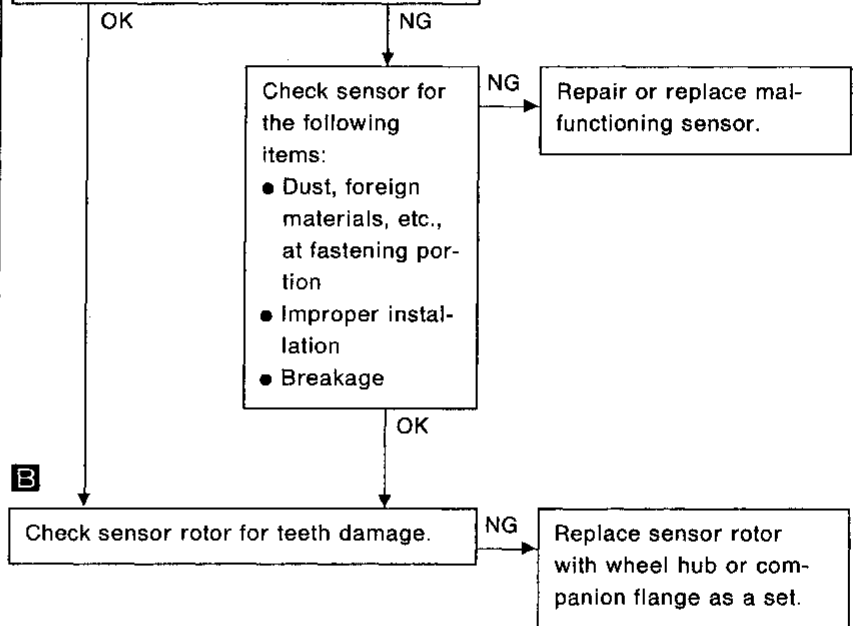 OK
NG
Check sensor for
the following
items:
● Dust, foreign
materials, etc.,
at fastening por-
tion
● Improper instal-
lation
● Breakage
NG
Repair or replace mal-
functioning sensor.
OK
B
Check sensor rotor for teeth damage.
NG
Replace sensor rotor
with wheel hub or com-
panion flange as a set.